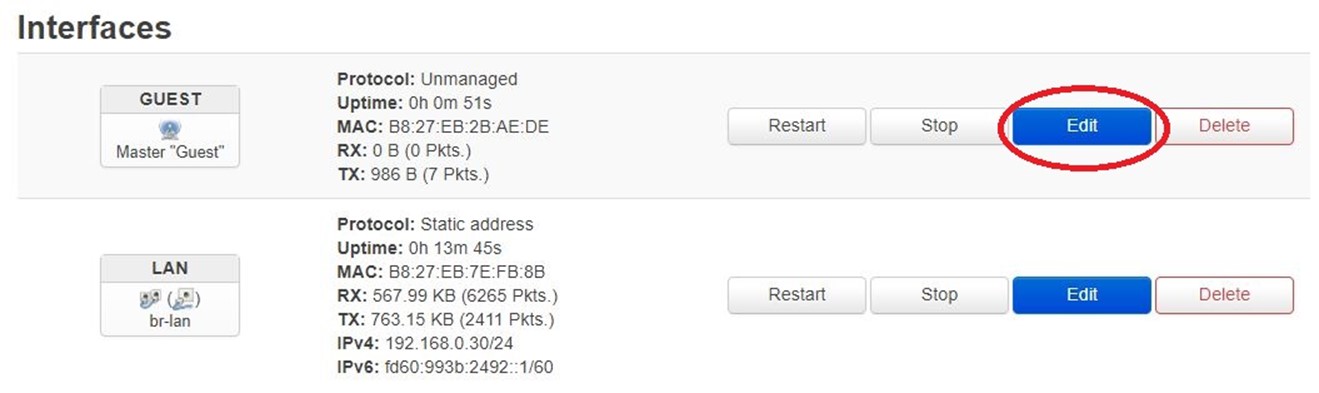 Interfaces
GUEST
Master "Guest"
Protocol: Unmanaged
Uptime: 0h 0m 51s
MAC: B8:27:EB:2B:AE:DE
RX: 0 B (0 Pkts.)
TX: 986 B (7 Pkts.)
Restart Stop Edit Delete
LAN
( )
br-lan
Protocol: Static address
Uptime: 0h 13m 45s
MAC: B8:27:EB:7E:FB:8B
RX: 567.99 KB (6265 Pkts.)
TX: 763.15 KB (2411 Pkts.)
IPv4: 192.168.0.30/24
IPv6: fd60:993b:2492::1/60
Restart Stop Edit Delete